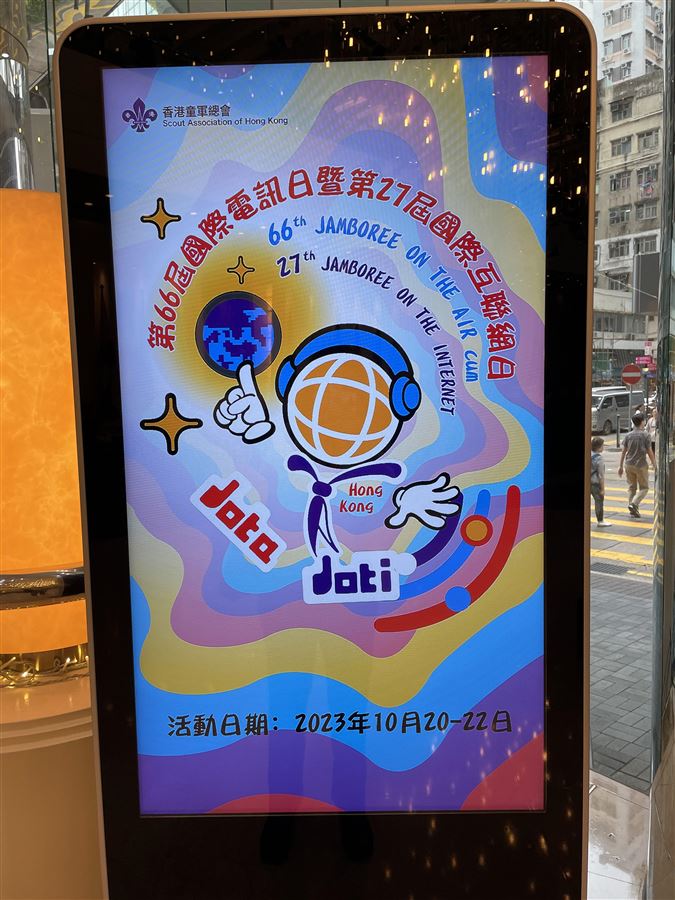 香港童軍總會
Scout Association of Hong Kong
第66屆國際電訊日暨第27屆國際互聯網日
66th JAMBOREE ON THE AIR CUM
27th JAMBOREE ON THE INTERNET
Hong
Kong
jota
joti
活動日期：2023年10月20-22日